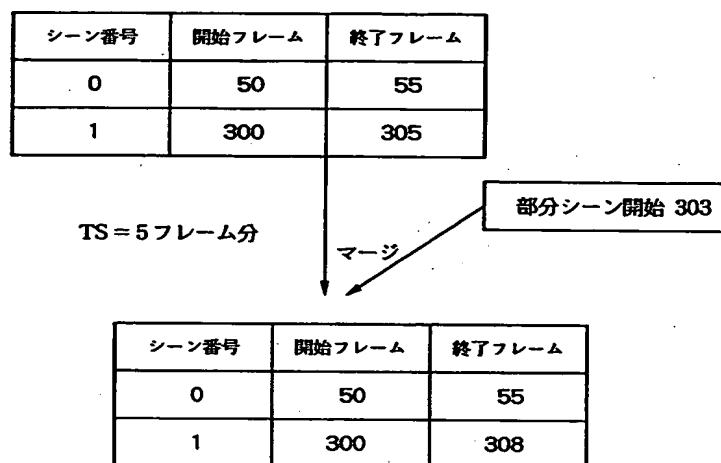 シーン番号 開始フレーム 終了フレーム
0 50 55
1 300 305
部分シーン開始 303
TS=5フレーム分
マージ
シーン番号 開始フレーム 終了フレーム
0 50 55
1 300 308